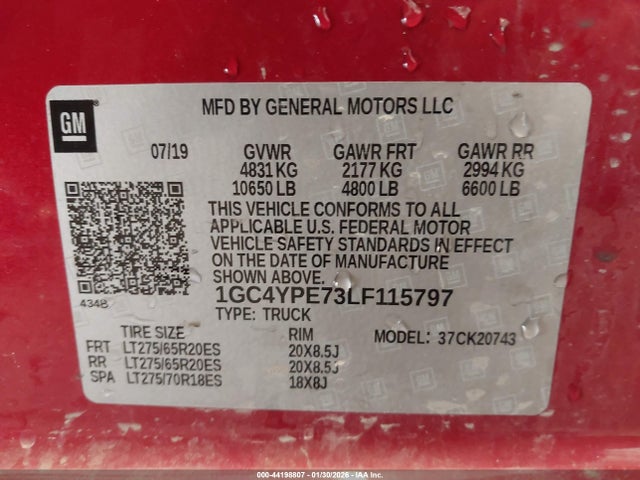 GM
MFD BY GENERAL MOTORS LLC
07/19 GVWR GAWR FRT GAWR RR
4831 KG 2177 KG 2994 KG
10650 LB 4800 LB 6600 LB
THIS VEHICLE CONFORMS TO ALL
APPLICABLE U.S. FEDERAL MOTOR
VEHICLE SAFETY STANDARDS IN EFFECT
ON THE DATE OF MANUFACTURE
SHOWN ABOVE.
4348 1GC4YPE73LF115797
TYPE: TRUCK
TIRE SIZE RIM MODEL: 37CK20743
FRT LT275/65R20ES 20X8.5J
RR LT275/65R20ES 20X8.5J
SPA LT275/70R18ES 18X8J
000-44198807 - 01/30/2026 - IAA Corp.